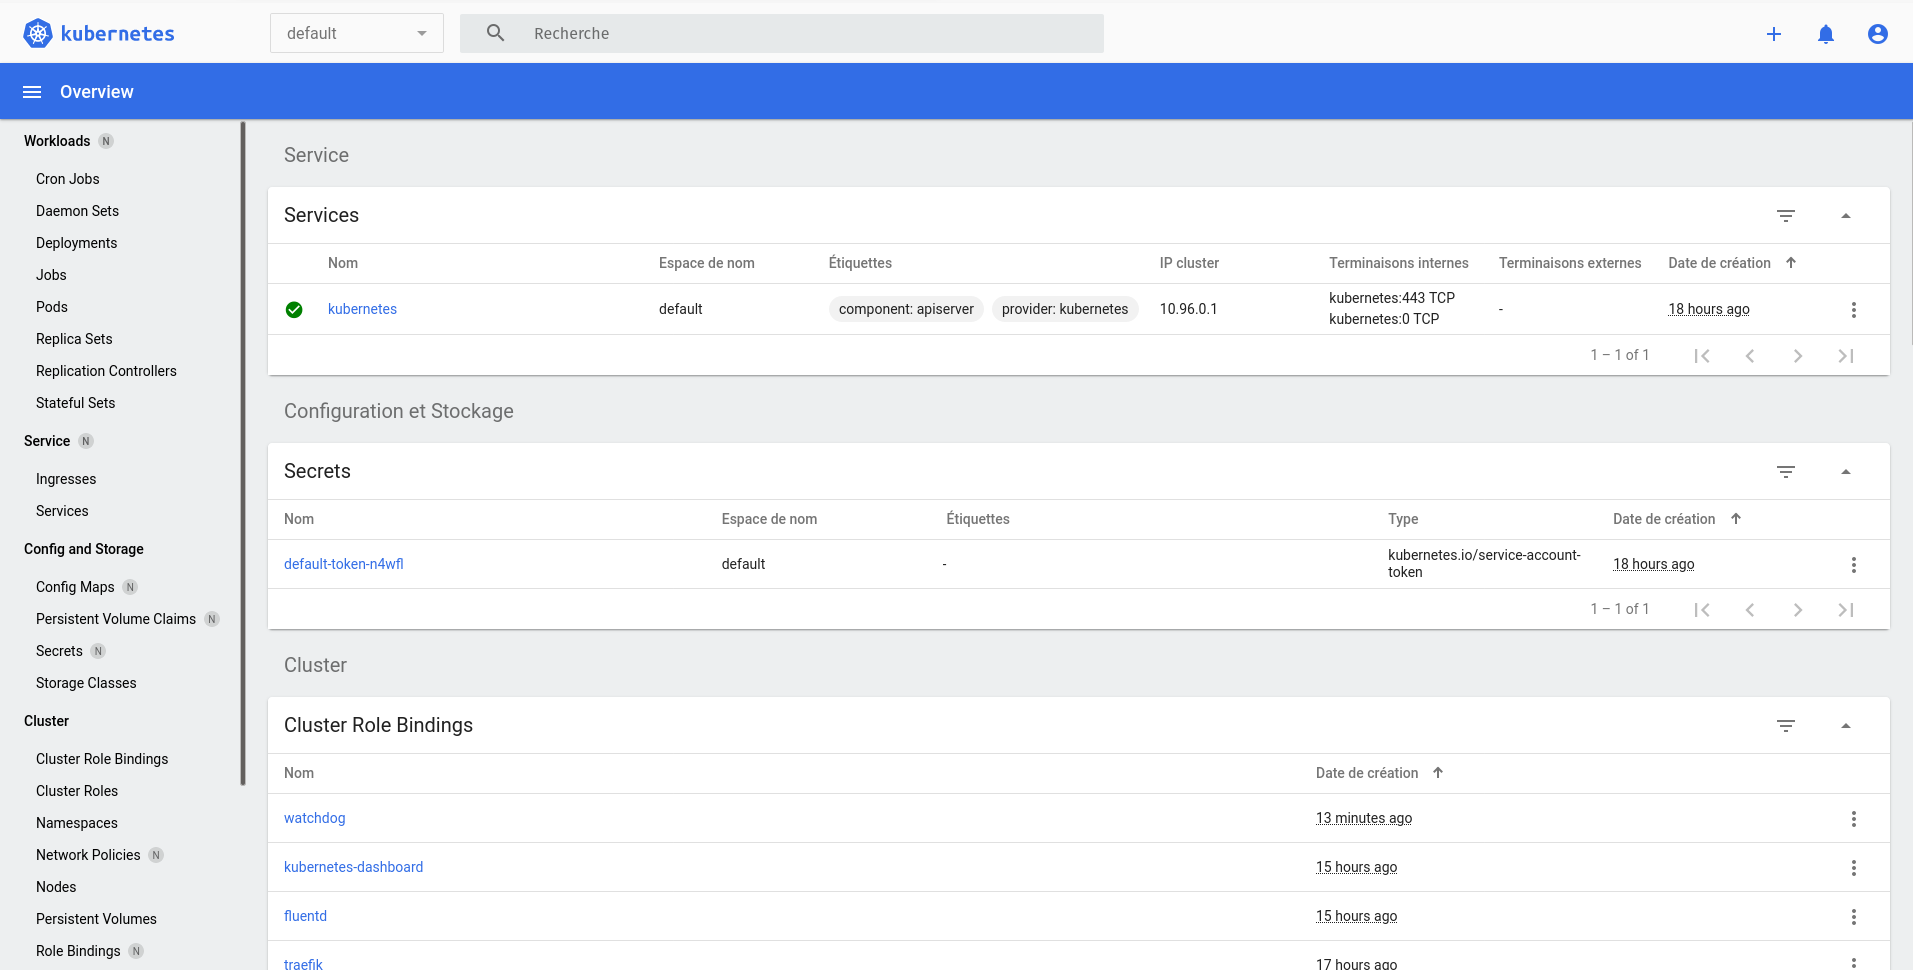 kubernetes
default
Recherche
Overview
Workloads N
Cron Jobs
Daemon Sets
Deployments
Jobs
Pods
Replica Sets
Replication Controllers
Stateful Sets
Service N
Ingresses
Services
Config and Storage
Config Maps N
Persistent Volume Claims N
Secrets N
Storage Classes
Cluster
Cluster Role Bindings
Cluster Roles
Namespaces
Network Policies N
Nodes
Persistent Volumes
Role Bindings N
Service
Services
Nom Espace de nom Étiquettes IP cluster Terminaisons internes Terminaisons externes Date de création
kubernetes default component: apiserver provider: kubernetes 10.96.0.1 kubernetes:443 TCP - 18 hours ago
kubernetes:0 TCP
1 – 1 of 1
Configuration et Stockage
Secrets
Nom Espace de nom Étiquettes Type Date de création
default-token-n4wfl default - kubernetes.io/service-account- 18 hours ago
token
1 – 1 of 1
Cluster
Cluster Role Bindings
Nom Date de création
watchdog 13 minutes ago
kubernetes-dashboard 15 hours ago
fluentd 15 hours ago
traefik 17 hours ago